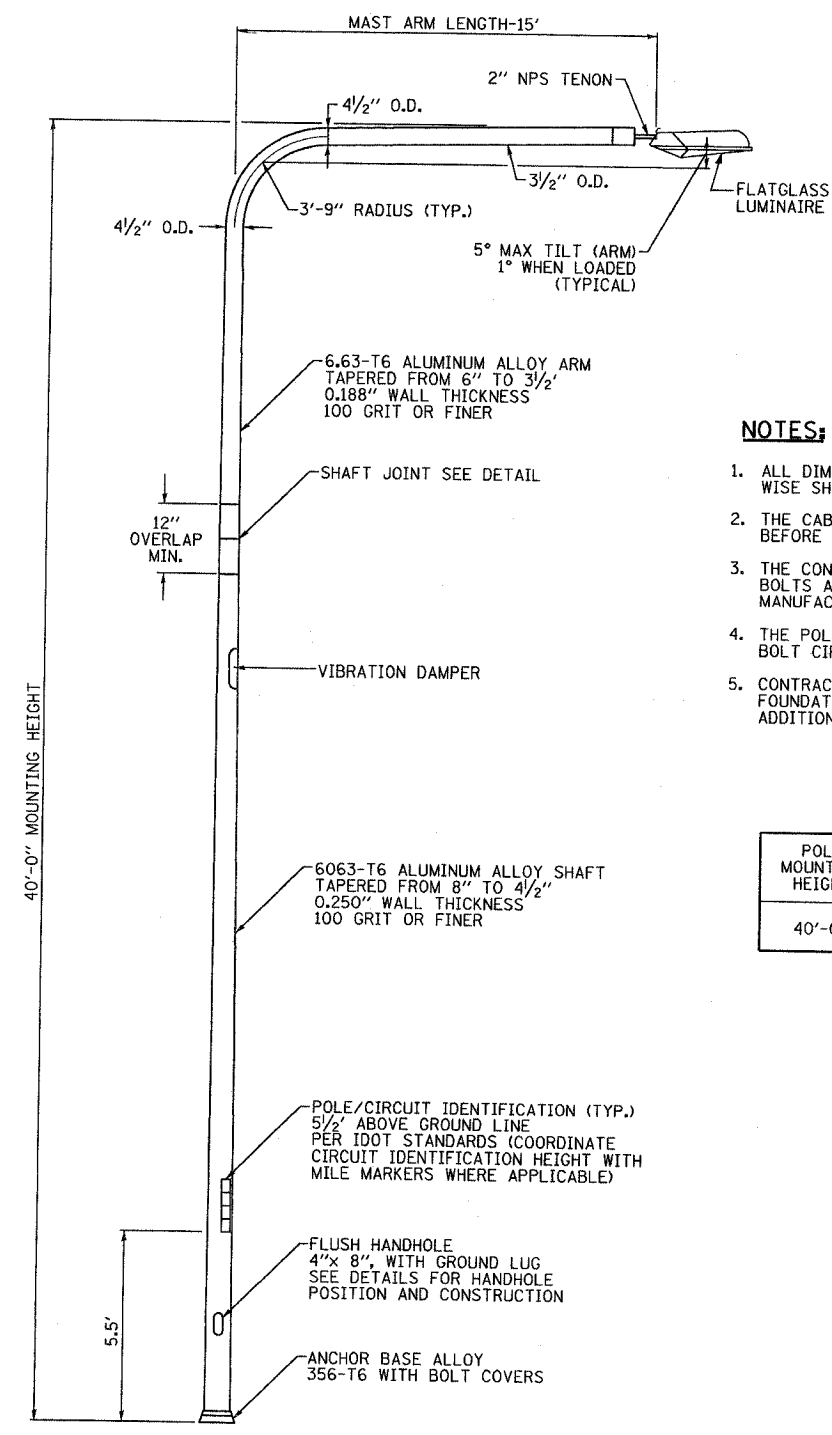 MAST ARM LENGTH-15'
2" NPS TENON
4½" O.D.
3½" O.D.
FLATGLASS
LUMINAIRE
3'-9" RADIUS (TYP.)
4½" O.D.
5° MAX TILT (ARM)
1° WHEN LOADED
(TYPICAL)
6.63-T6 ALUMINUM ALLOY ARM
TAPERED FROM 6" TO 3½'
0.188" WALL THICKNESS
100 GRIT OR FINER
NOTES:
1. ALL DIM
WISE SH
2. THE CAB
BEFORE
3. THE CON
BOLTS A
MANUFAC
4. THE POL
BOLT CIR
5. CONTRAC
FOUNDAT
ADDITION
SHAFT JOINT SEE DETAIL
12"
OVERLAP
MIN.
VIBRATION DAMPER
40'-0" MOUNTING HEIGHT
6063-T6 ALUMINUM ALLOY SHAFT
TAPERED FROM 8" TO 4½"
0.250" WALL THICKNESS
100 GRIT OR FINER
POL
MOUNT
HEIG
40'-
POLE/CIRCUIT IDENTIFICATION (TYP.)
5½' ABOVE GROUND LINE
PER IDOT STANDARDS (COORDINATE
CIRCUIT IDENTIFICATION HEIGHT WITH
MILE MARKERS WHERE APPLICABLE)
FLUSH HANDHOLE
4"x 8", WITH GROUND LUG
SEE DETAILS FOR HANDHOLE
POSITION AND CONSTRUCTION
5.5'
ANCHOR BASE ALLOY
356-T6 WITH BOLT COVERS